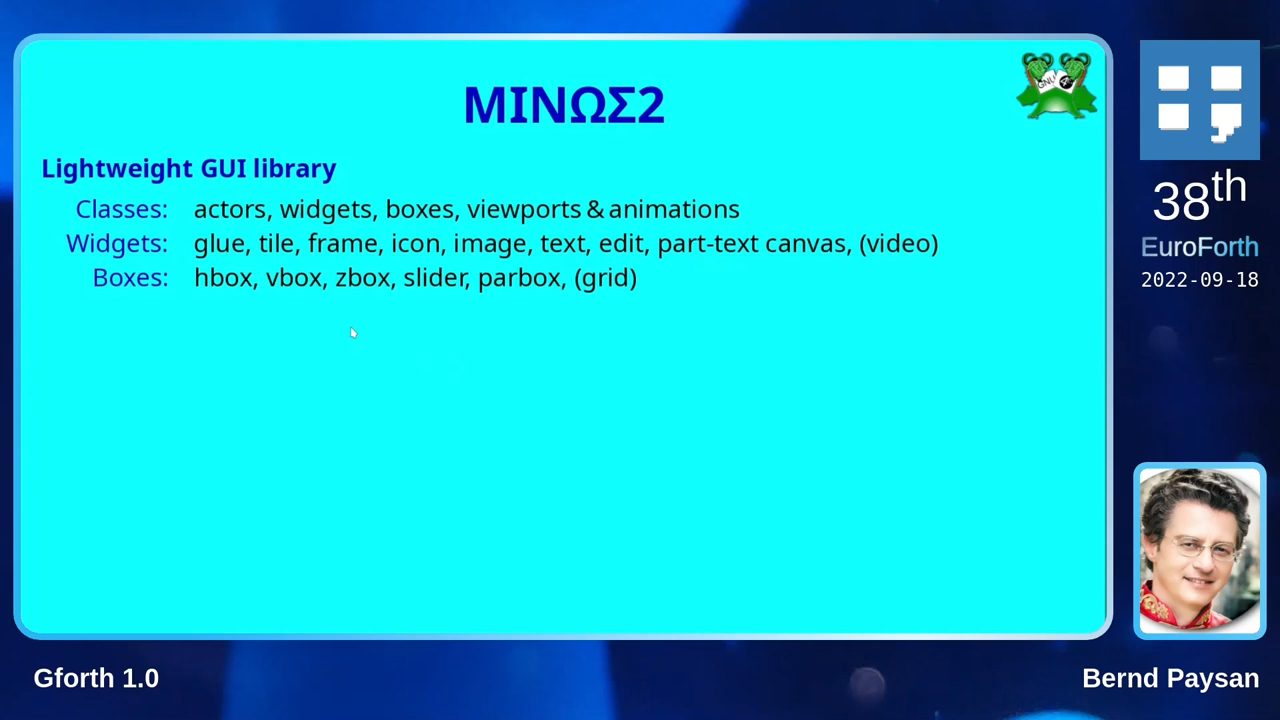 ΜΙΝΩΣ2
Lightweight GUI library
Classes: actors, widgets, boxes, viewports & animations
Widgets: glue, tile, frame, icon, image, text, edit, part-text canvas, (video)
Boxes: hbox, vbox, zbox, slider, parbox, (grid)
GNU
38th
EuroForth
2022-09-18
Gforth 1.0
Bernd Paysan